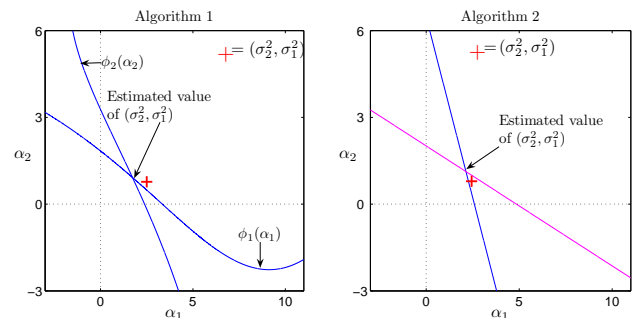 Algorithm 1
6
3
0
−3
α₂
0
5
10
α₁
ϕ₂(α₂)
= (σ₂², σ₁²)
Estimated value
of (σ₂², σ₁²)
ϕ₁(α₁)
Algorithm 2
6
3
0
−3
α₂
0
5
10
α₁
= (σ₂², σ₁²)
Estimated value
of (σ₂², σ₁²)